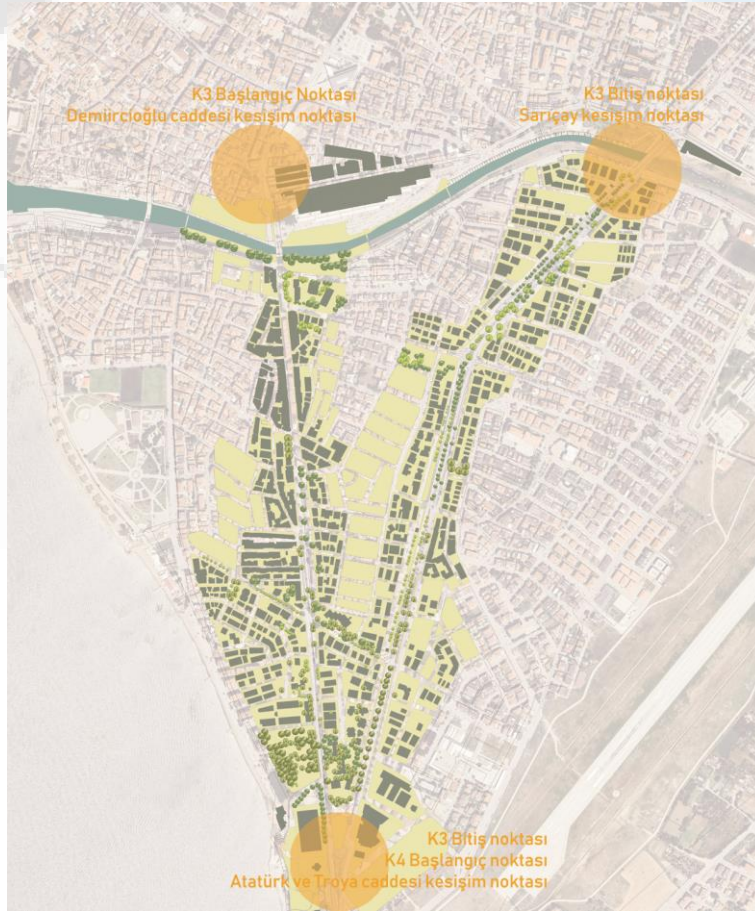 K3 Başlangıç Noktası
Demircioğlu caddesi kesişim noktası
K3 Bitiş noktası
Sarıçay kesişim noktası
K3 Bitiş noktası
K4 Başlangıç noktası
Atatürk ve Troya caddesi kesişim noktası